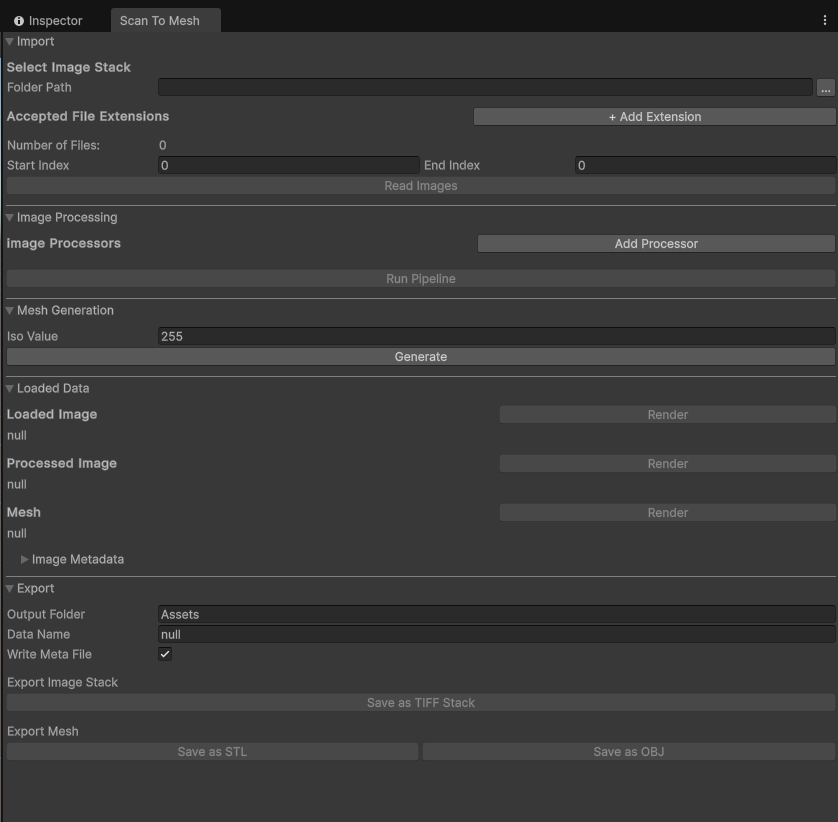 Inspector Scan To Mesh
Import
Select Image Stack
Folder Path ...
Accepted File Extensions + Add Extension
Number of Files: 0
Start Index 0 End Index 0
Read Images
Image Processing
image Processors Add Processor
Run Pipeline
Mesh Generation
Iso Value 255
Generate
Loaded Data
Loaded Image Render
null
Processed Image Render
null
Mesh Render
null
Image Metadata
Export
Output Folder Assets
Data Name null
Write Meta File
Export Image Stack
Save as TIFF Stack
Export Mesh
Save as STL Save as OBJ